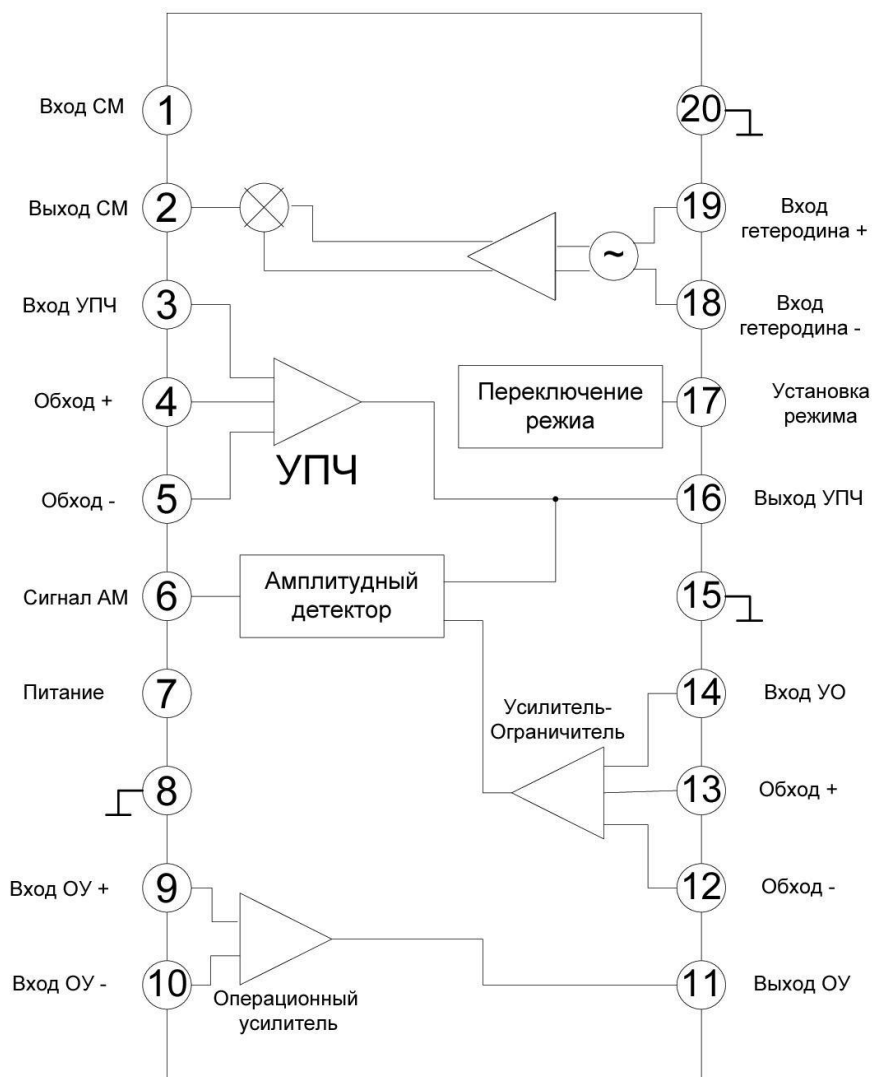 Вход СМ
1
20
Выход СМ
2
19
Вход
гетеродина +
~
Вход УПЧ
3
18
Вход
гетеродина -
Обход +
4
Переключение
режиа
17
Установка
режима
УПЧ
Обход -
5
16
Выход УПЧ
Сигнал АМ
6
Амплитудный
детектор
15
Питание
7
Усилитель-
Ограничитель
14
Вход УО
8
13
Обход +
Вход ОУ +
9
12
Обход -
Вход ОУ -
10
Операционный
усилитель
11
Выход ОУ